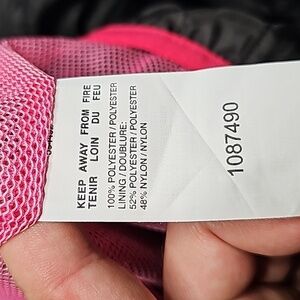 KEEP AWAY FROM FIRE
TENIR LOIN DU FEU
100% POLYESTER / POLYESTER
LINING / DOUBLURE:
52% POLYESTER / POLYESTER
48% NYLON / NYLON
1087490